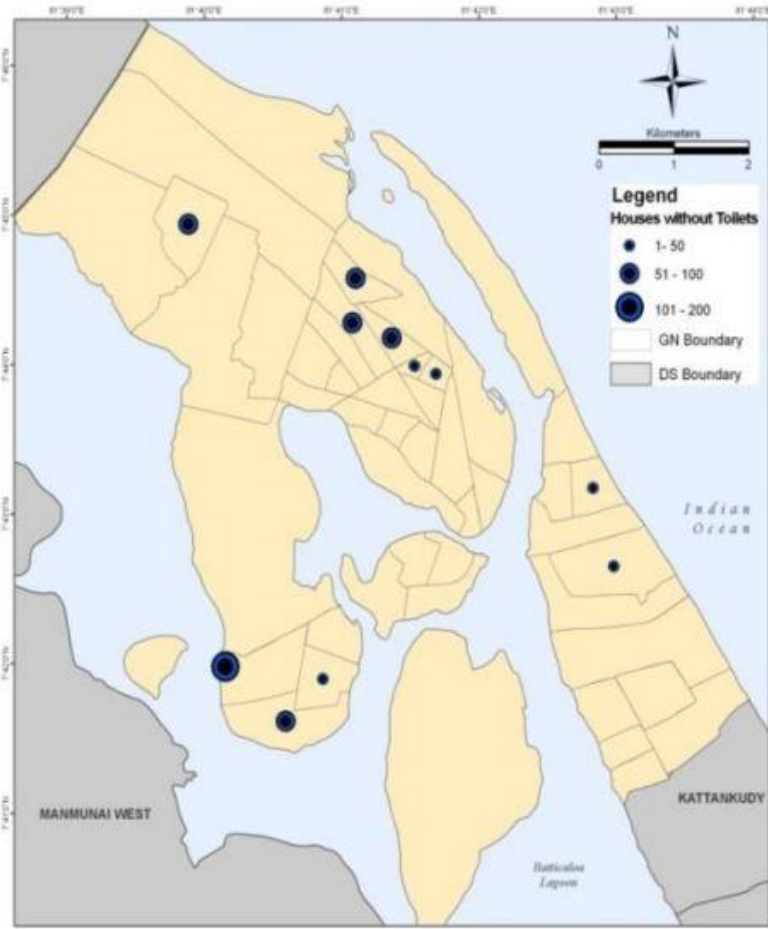 N
Kilometers
0 1 2
Legend
Houses without Toilets
1- 50
51 - 100
101 - 200
GN Boundary
DS Boundary
Indian
Ocean
MANMUNAI WEST
KATTANKUDY
Batticaloa
Lagoon